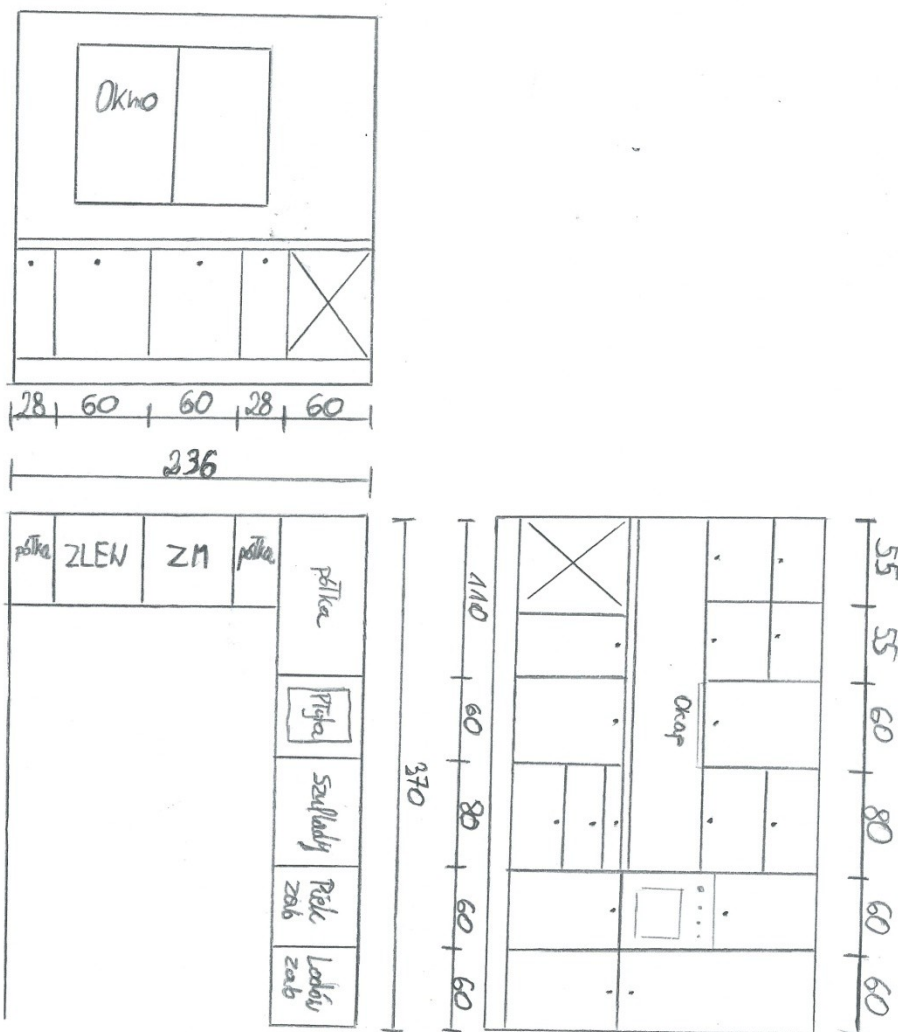 Okno
28 60 60 28 60
236
półka ZLEW ZM półka
półka
Płyta
Szuflady
Piek
zab
Lodów
zab
370
110
60
80
60
60
Okap
55
55
60
80
60
60